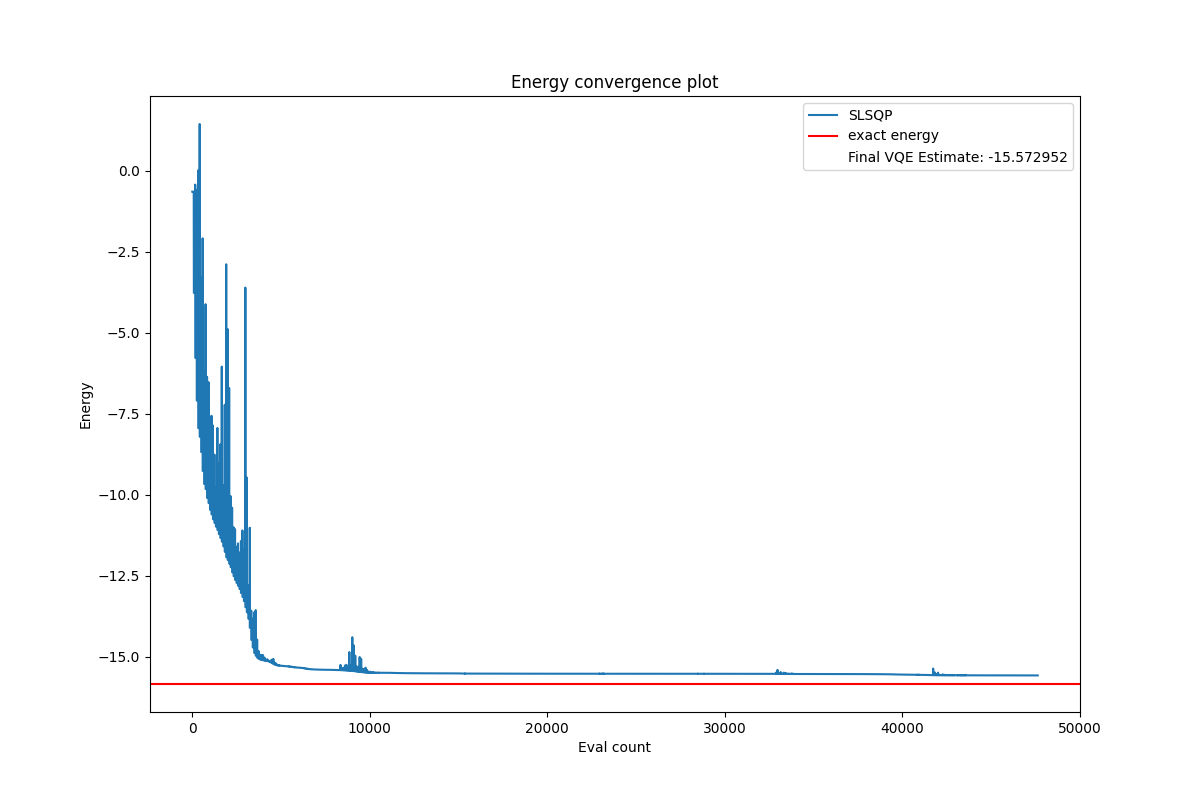 Energy convergence plot
SLSQP
exact energy
Final VQE Estimate: -15.572952
0.0
−2.5
−5.0
−7.5
−10.0
−12.5
−15.0
Energy
0
10000
20000
30000
40000
50000
Eval count